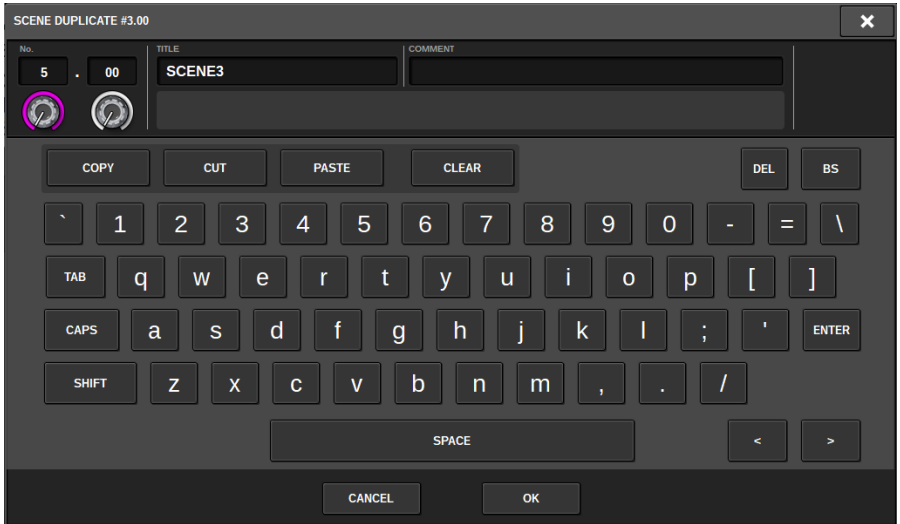 SCENE DUPLICATE #3.00
No. TITLE COMMENT
5 . 00 SCENE3
COPY CUT PASTE CLEAR DEL BS
` 1 2 3 4 5 6 7 8 9 0 - = \
TAB q w e r t y u i o p [ ]
CAPS a s d f g h j k l ; ' ENTER
SHIFT z x c v b n m , . /
SPACE < >
CANCEL OK